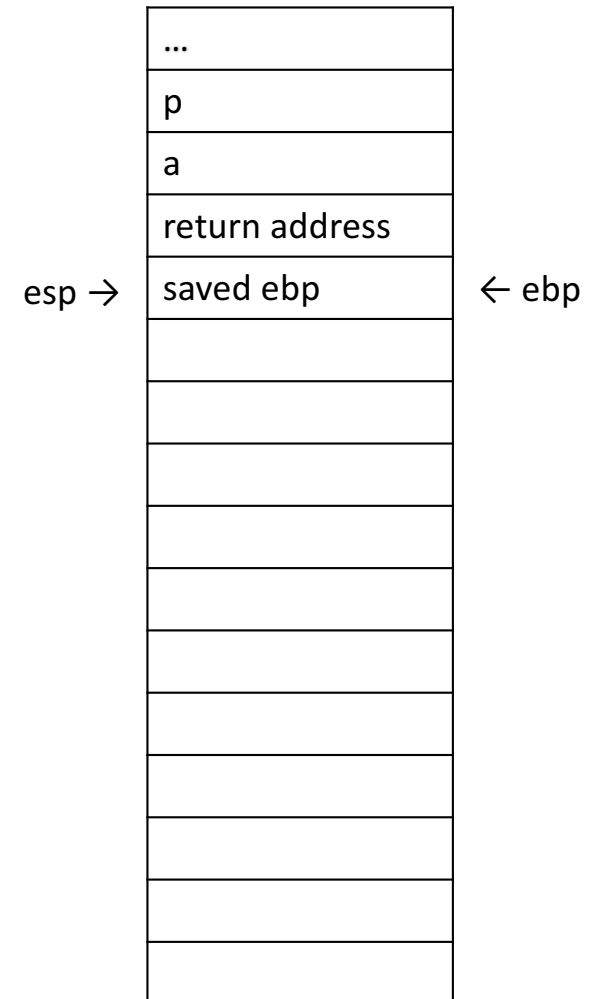 ...
p
a
return address
esp → saved ebp ← ebp